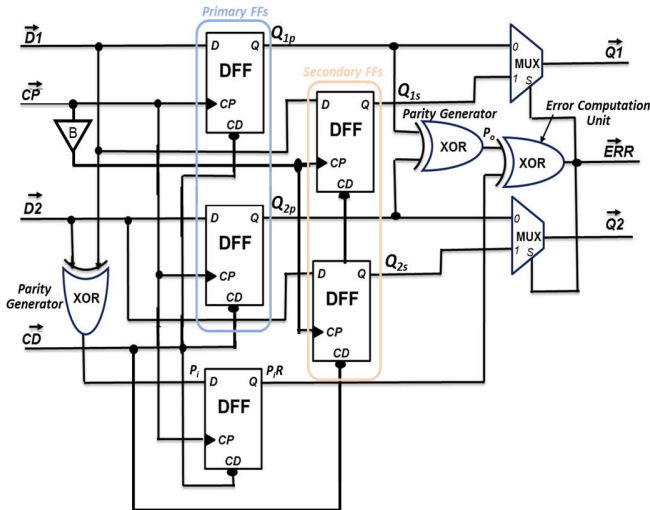 Primary FFs
D1
D Q
DFF
CP
CD
Q1p
0
MUX
1 S
Q1
CP
B
Secondary FFs
D Q
DFF
CP
CD
Q1s
Parity Generator
XOR
Po
Error Computation
Unit
XOR
ERR
D2
D Q
DFF
CP
CD
Q2p
0
MUX
1 S
Q2
Parity
Generator
XOR
D Q
DFF
CP
CD
Q2s
CD
Pi
D Q
DFF
CP
CD
PiR